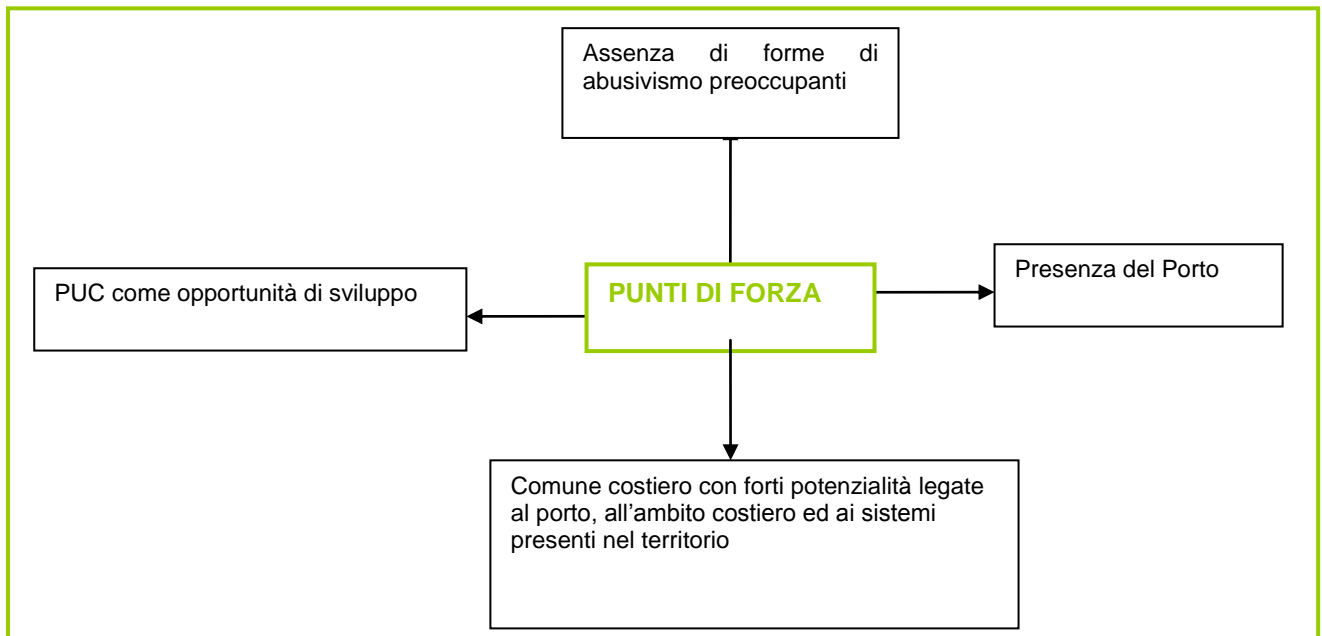 Assenza di forme di
abusivismo preoccupanti
Presenza del Porto
PUC come opportunità di sviluppo
PUNTI DI FORZA
Comune costiero con forti potenzialità legate
al porto, all’ambito costiero ed ai sistemi
presenti nel territorio